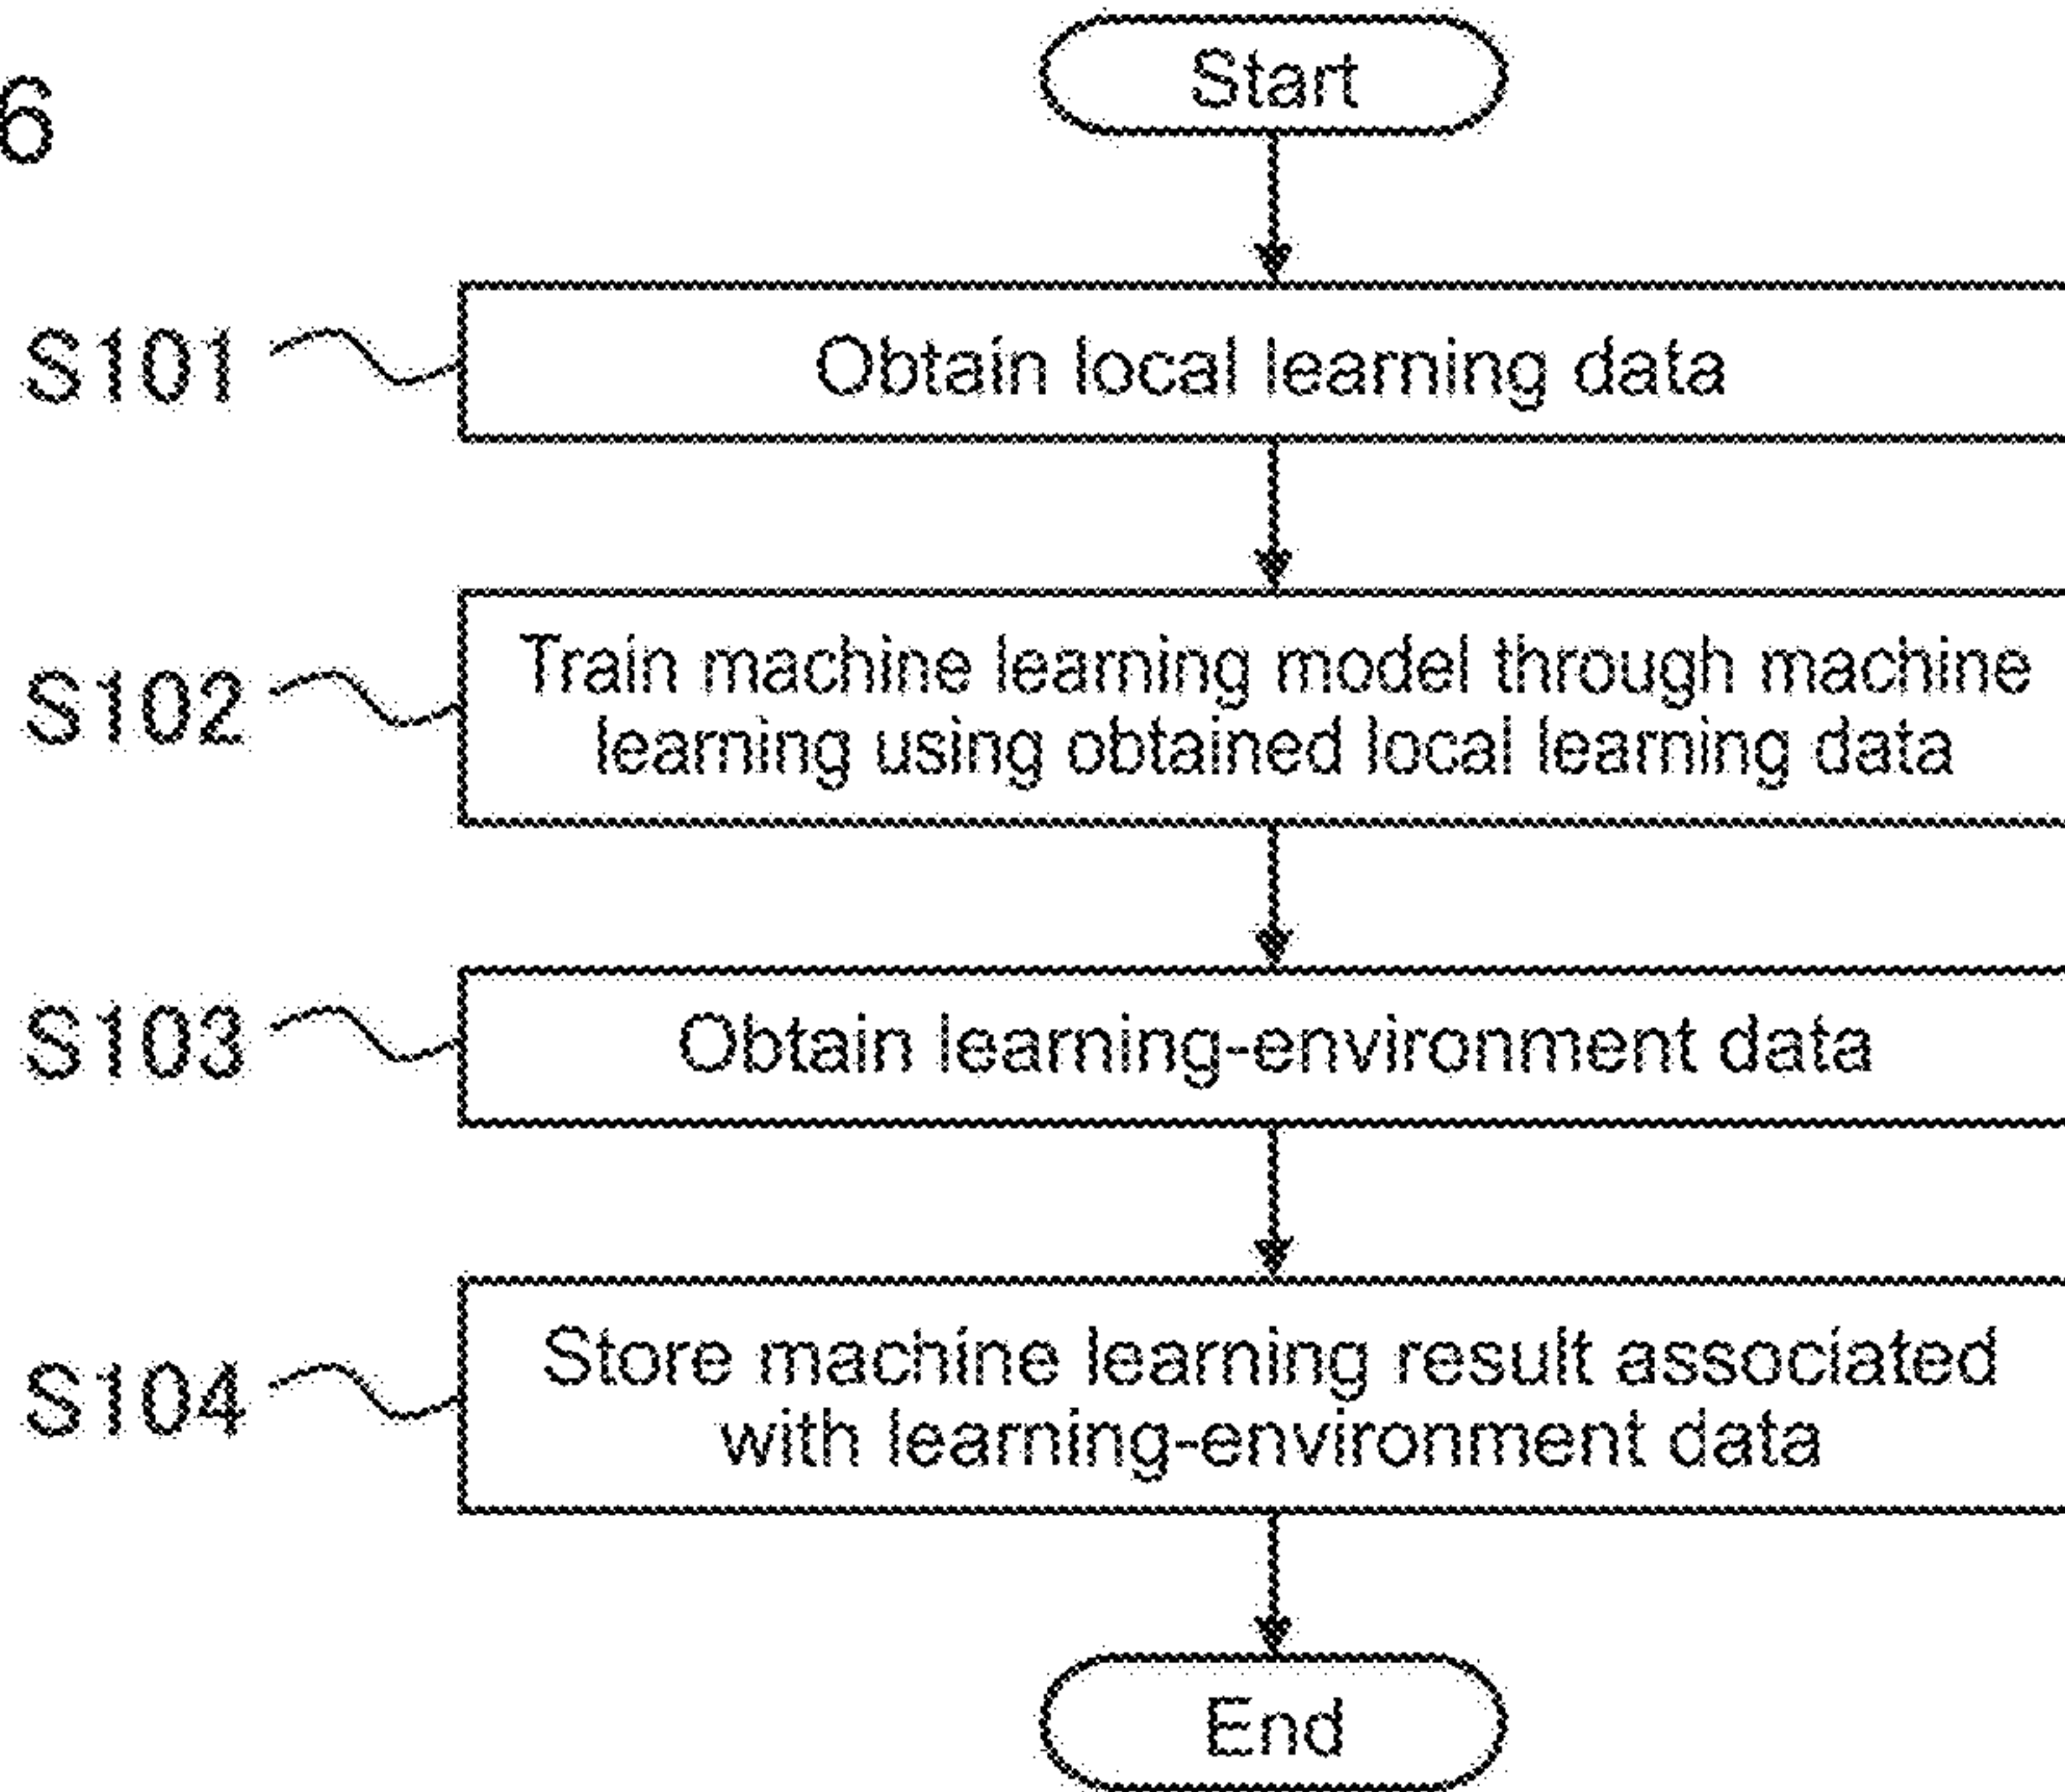 6
Start
S101
Obtain local learning data
S102
Train machine learning model through machine
learning using obtained local learning data
S103
Obtain learning-environment data
S104
Store machine learning result associated
with learning-environment data
End